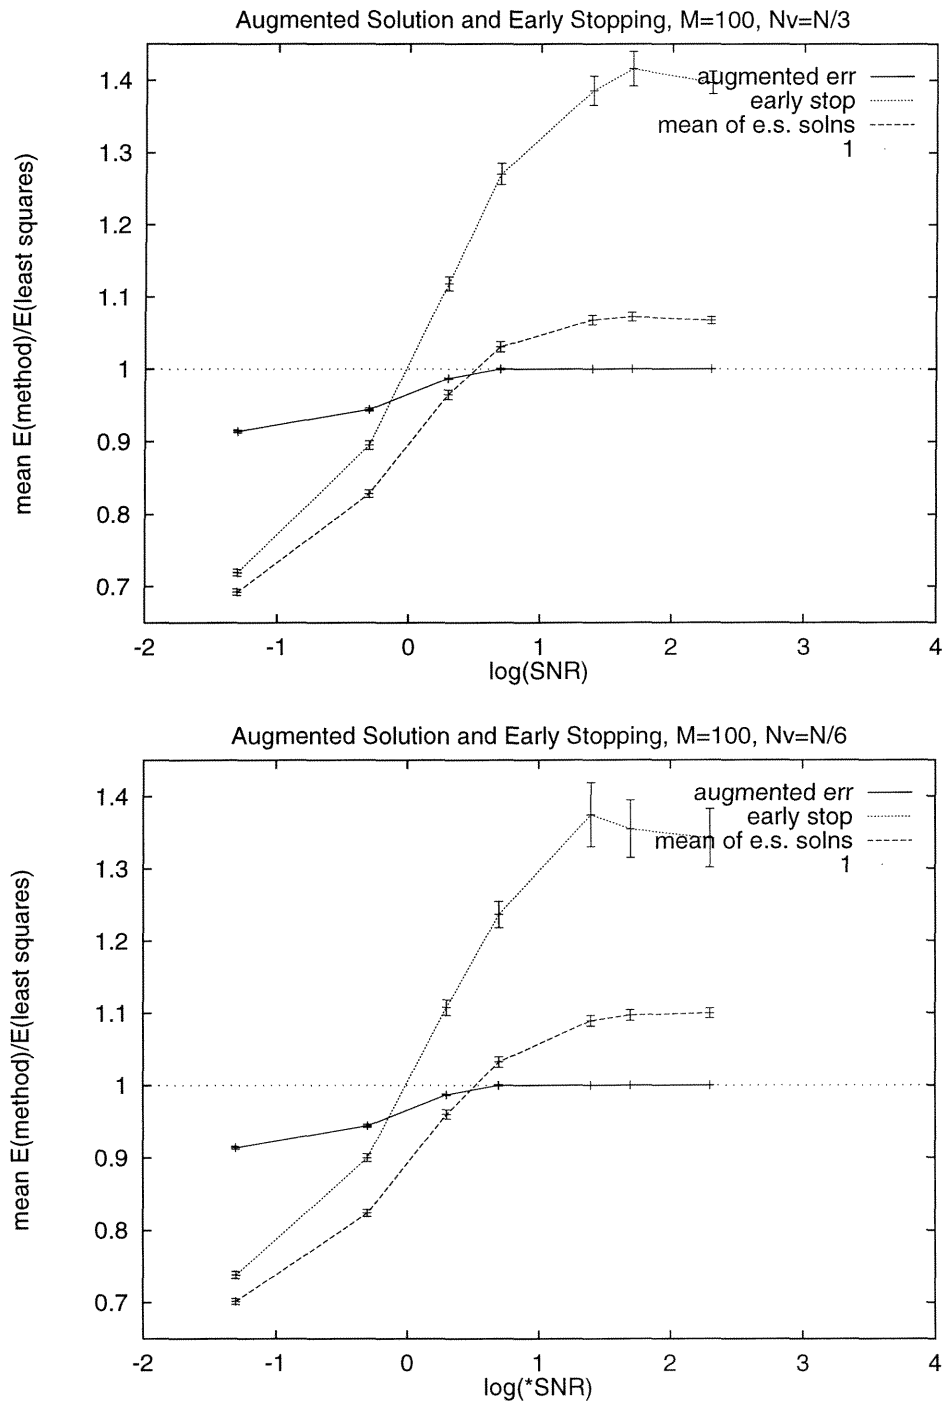 Augmented Solution and Early Stopping, M=100, Nv=N/3
mean E(method)/E(least squares)
1.4
1.3
1.2
1.1
1
0.9
0.8
0.7
augmented err
early stop
mean of e.s. solns
1
-2 -1 0 1 2 3 4
log(SNR)
Augmented Solution and Early Stopping, M=100, Nv=N/6
mean E(method)/E(least squares)
1.4
1.3
1.2
1.1
1
0.9
0.8
0.7
augmented err
early stop
mean of e.s. solns
1
-2 -1 0 1 2 3 4
log(*SNR)